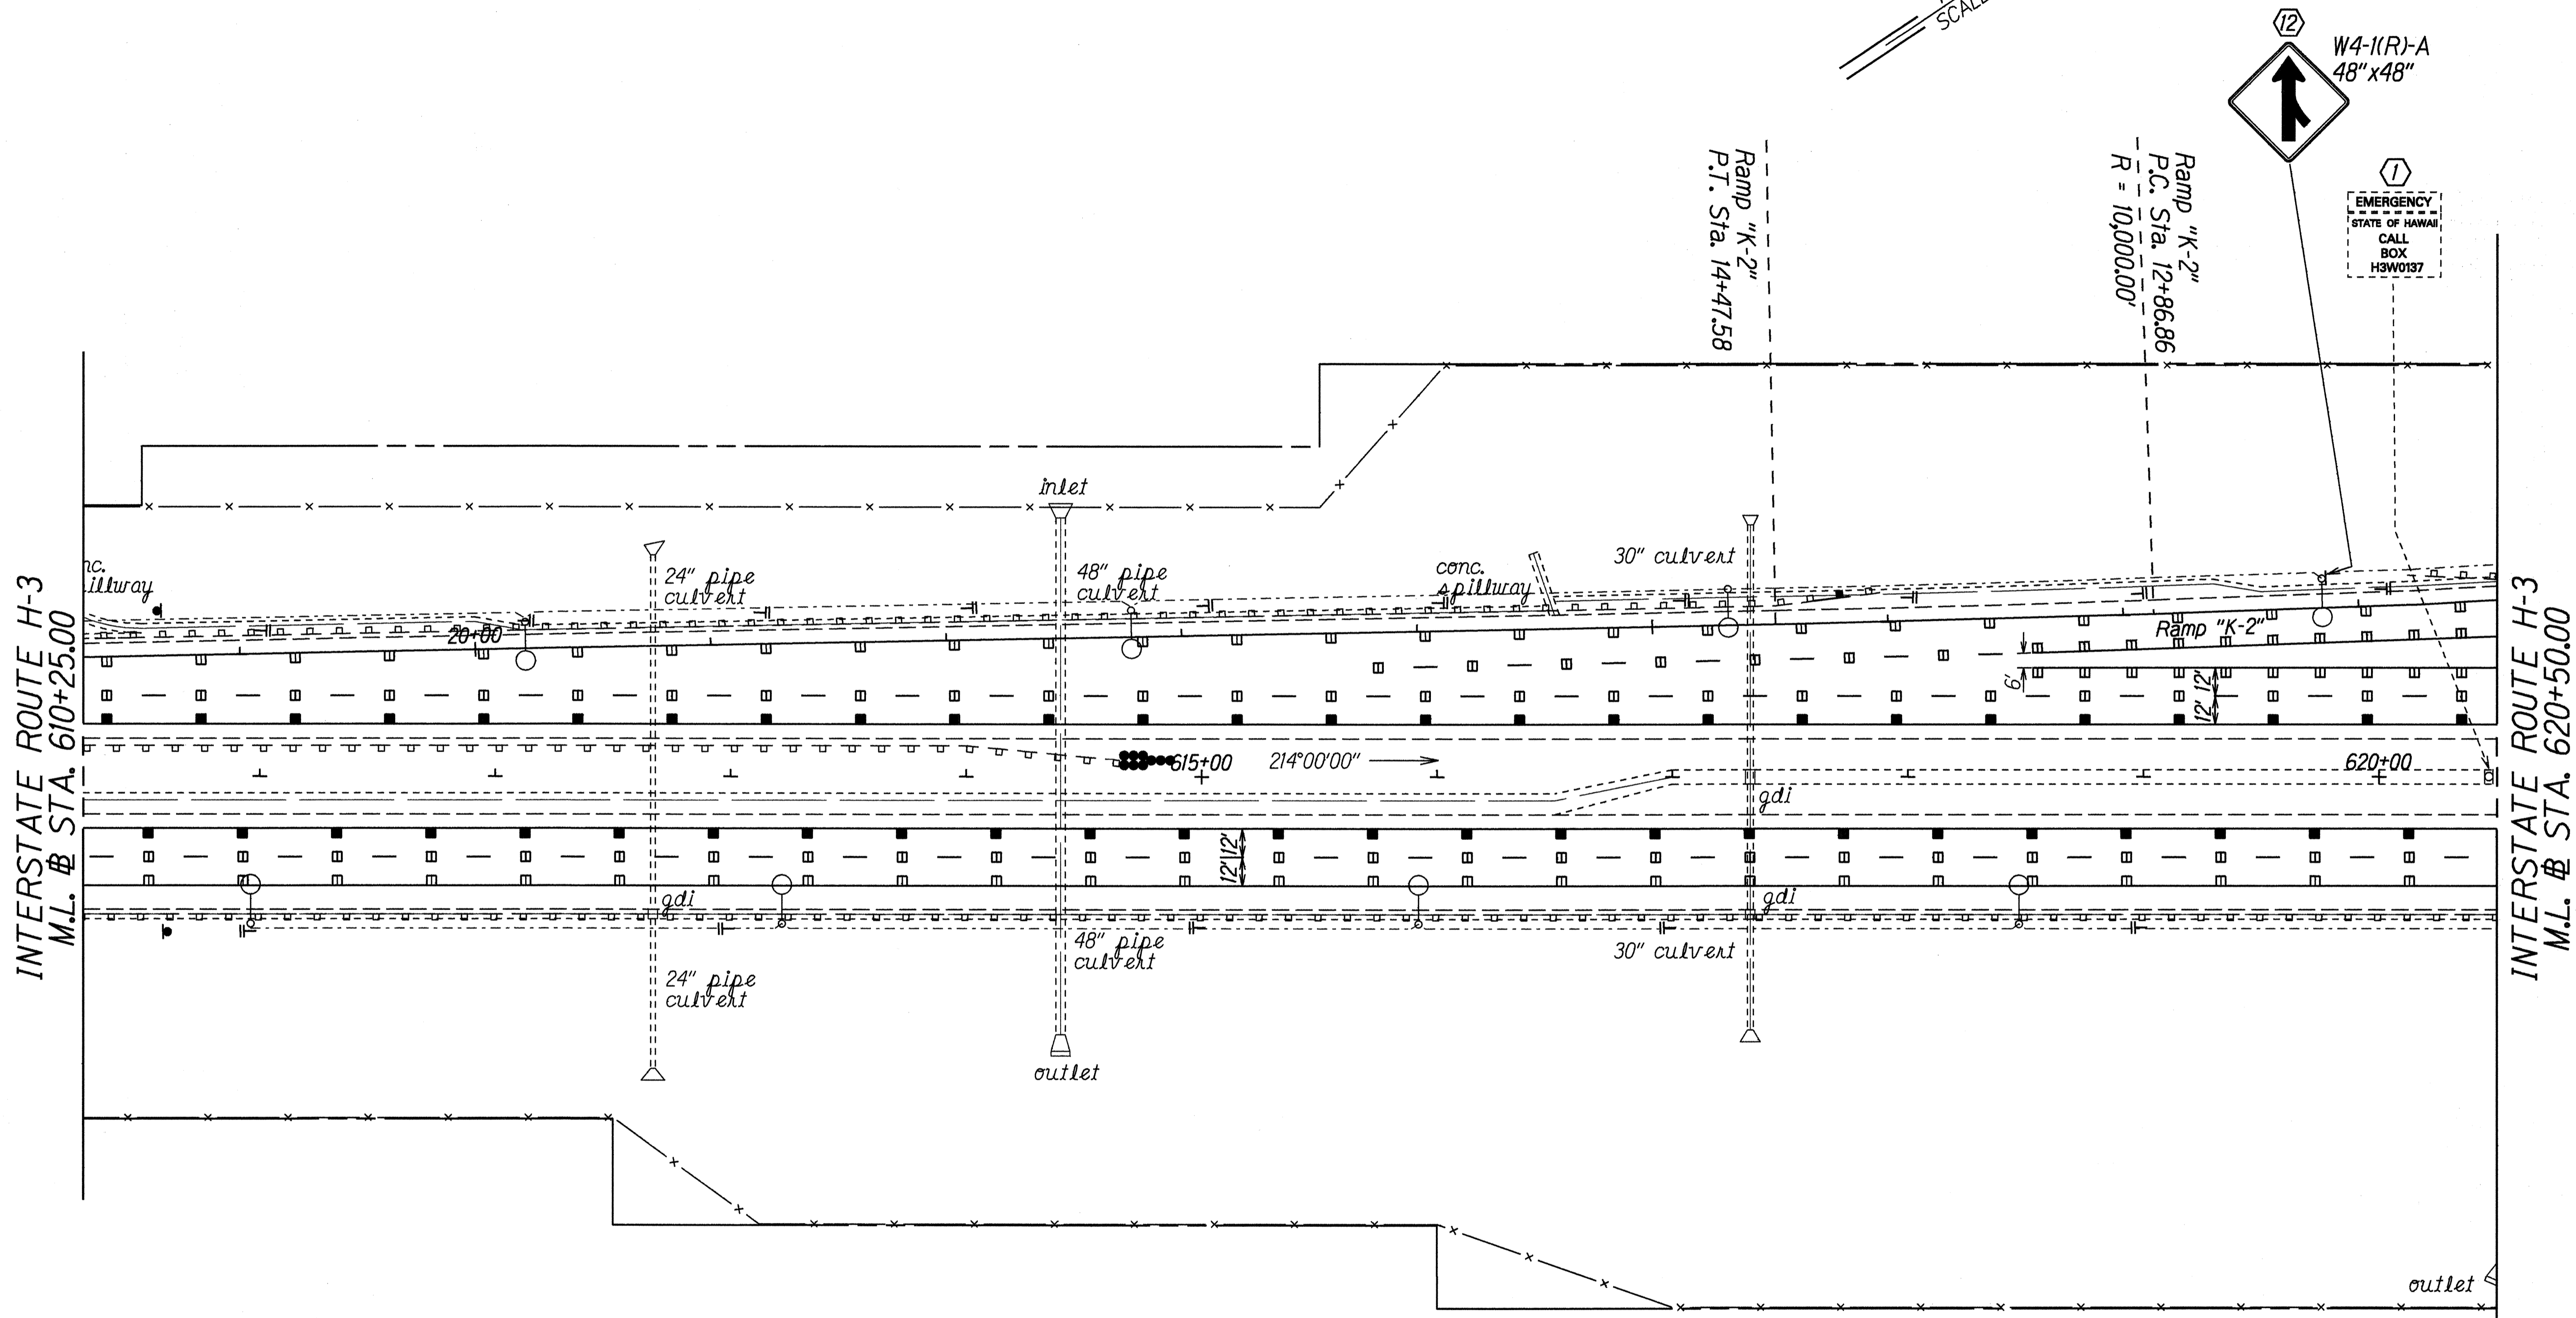 SCALE
12
W4-1(R)-A
48"x48"
1
EMERGENCY
STATE OF HAWAII
CALL
BOX
H3W0137
Ramp "K-2"
P.T. Sta. 14+47.58
Ramp "K-2"
P.C. Sta. 12+86.86
R = 10,000.00'
inlet
24" pipe
culvert
48" pipe
culvert
conc.
spillway
30" culvert
20+00
Ramp "K-2"
6'
12'
12'
615+00
214°00'00"
620+00
gdi
12'
12'
gdi
gdi
48" pipe
culvert
30" culvert
24" pipe
culvert
outlet
outlet
INTERSTATE ROUTE H-3
M.L. ⅊ STA. 610+25.00
INTERSTATE ROUTE H-3
M.L. ⅊ STA. 620+50.00